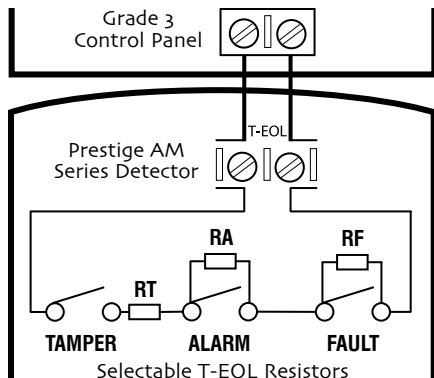 Grade 3
Control Panel
T-EOL
Prestige AM
Series Detector
RA
RF
RT
TAMPER
ALARM
FAULT
Selectable T-EOL Resistors